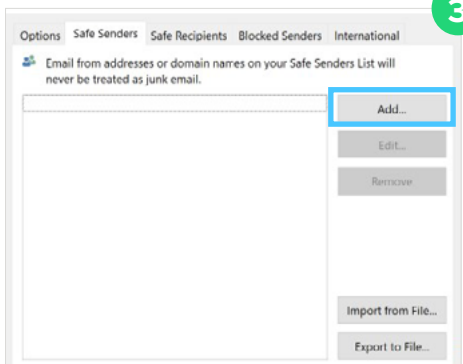 3
Options Safe Senders Safe Recipients Blocked Senders International
Email from addresses or domain names on your Safe Senders List will
never be treated as junk email.
Add...
Edit...
Remove
Import from File...
Export to File...